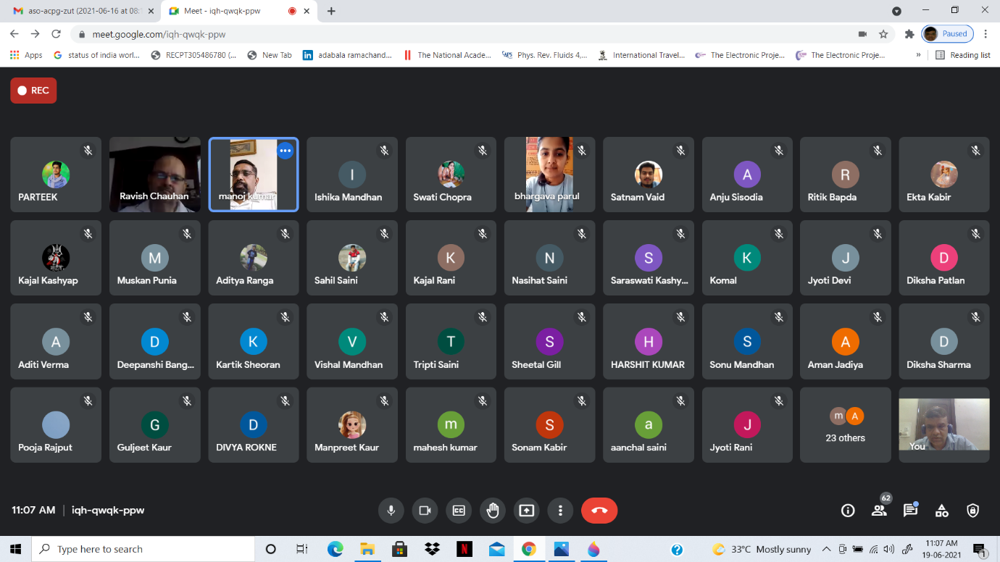 aso-acpg-zut (2021-06-16 at 08:1
Meet - iqh-qwqk-ppw
meet.google.com/iqh-qwqk-ppw
Paused
Apps
status of india worl...
RECPT305486780 (...
New Tab
adabala ramachand...
The National Acade...
Phys. Rev. Fluids 4,...
International Travel...
The Electronic Proje...
The Electronic Proje...
»
Reading list
REC
PARTEEK
Ravish Chauhan
manoj kumar
I
Ishika Mandhan
Swati Chopra
bhargava parul
Satnam Vaid
A
Anju Sisodia
R
Ritik Bapda
Ekta Kabir
Kajal Kashyap
M
Muskan Punia
Aditya Ranga
Sahil Saini
K
Kajal Rani
N
Nasihat Saini
S
Saraswati Kashy...
K
Komal
J
Jyoti Devi
D
Diksha Patlan
A
Aditi Verma
D
Deepanshi Bang...
K
Kartik Sheoran
V
Vishal Mandhan
T
Tripti Saini
S
Sheetal Gill
H
HARSHIT KUMAR
S
Sonu Mandhan
A
Aman Jadiya
D
Diksha Sharma
Pooja Rajput
G
Guljeet Kaur
D
DIVYA ROKNE
Manpreet Kaur
m
mahesh kumar
S
Sonam Kabir
a
aanchal saini
J
Jyoti Rani
m A
23 others
You
11:07 AM | iqh-qwqk-ppw
CC
62
Type here to search
N
33°C Mostly sunny
11:07 AM
19-06-2021
1